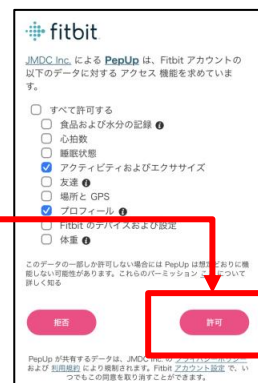 fitbit
JMDC Inc. による PepUp は、Fitbit アカウントの
以下のデータに対する アクセス 機能を求めていま
す。
すべて許可する
食品および水分の記録
心拍数
睡眠状態
アクティビティおよびエクササイズ
友達
場所と GPS
プロフィール
Fitbit のデバイスおよび設定
体重
このデータの一部しか許可しない場合には PepUp は想定どおりに機
能しない可能性があります。これらのパーミッション について
詳しく知る
拒否
許可
PepUp が共有するデータは、JMDC Inc. の プライバシーポリシー
および 利用規約 により規制されます。Fitbit アカウント設定 で、い
つでもこの同意を取り消すことができます。